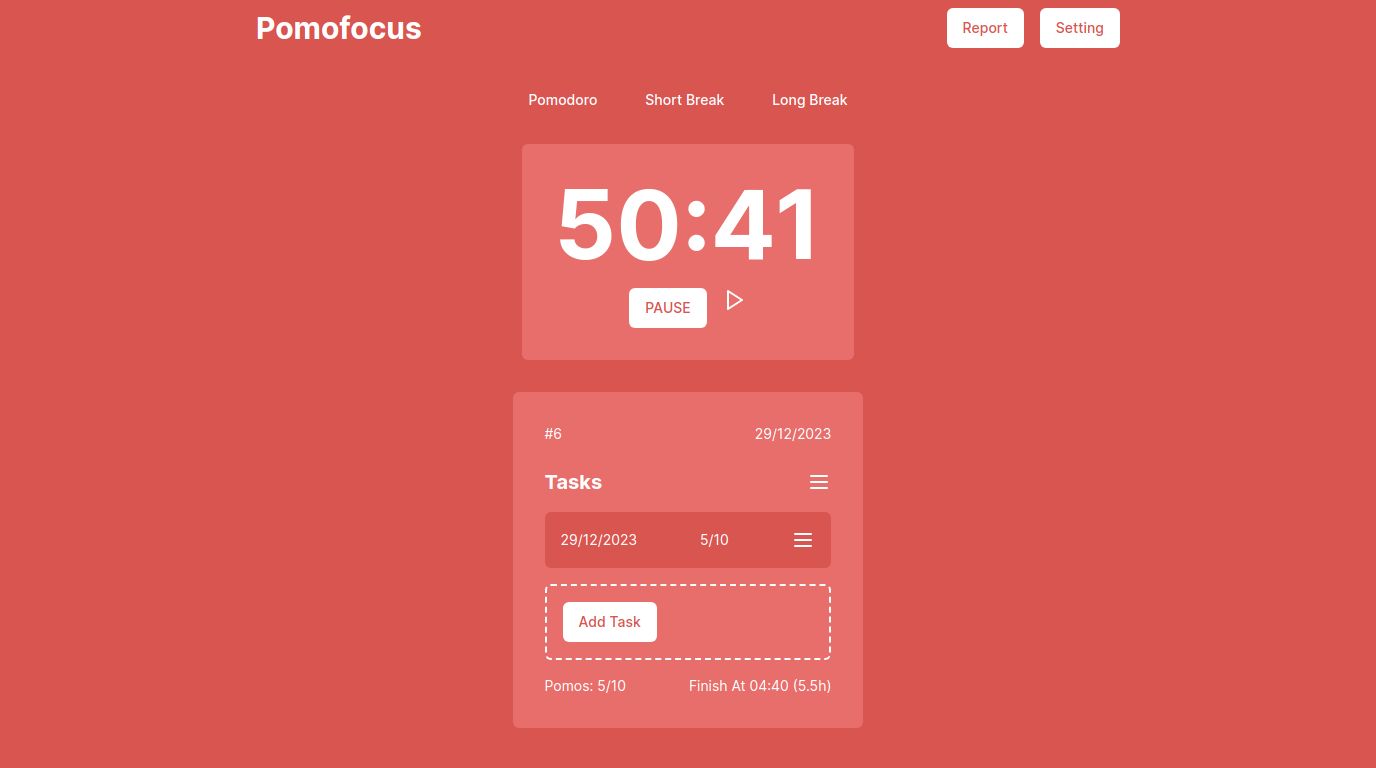 Pomofocus
Report Setting
Pomodoro Short Break Long Break
50:41
PAUSE
#6 29/12/2023
Tasks
29/12/2023 5/10
Add Task
Pomos: 5/10 Finish At 04:40 (5.5h)